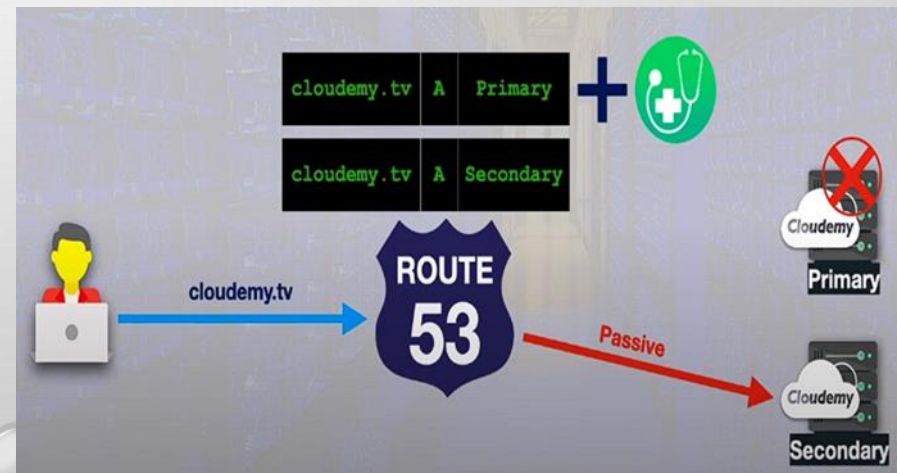 cloudemy.tv A Primary
cloudemy.tv A Secondary
cloudemy.tv
ROUTE
53
Passive
Cloudemy
Primary
Cloudemy
Secondary